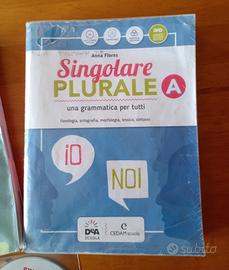 Anna Flores
Singolare
PLURALE A
una grammatica per tutti
fonologia, ortografia, morfologia, lessico, sintassi
iO
NOI
DeA
SCUOLA
CEDAM scuola
subito